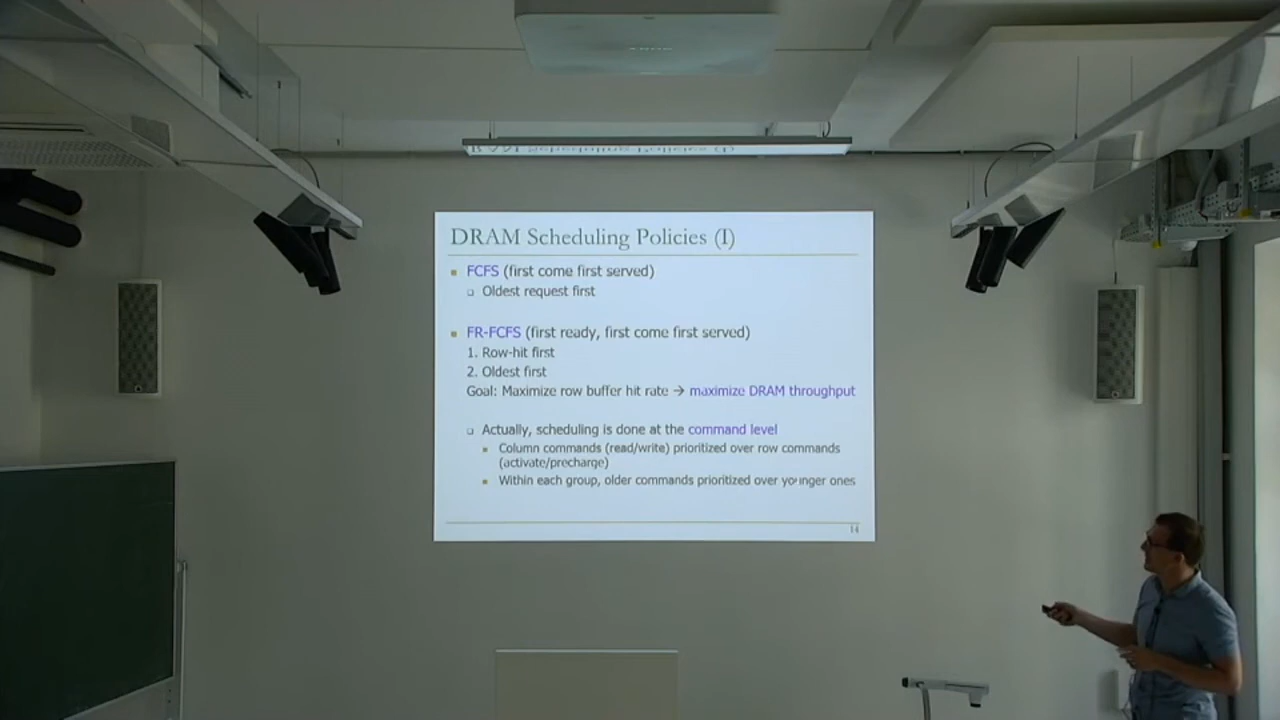 DRAM Scheduling Policies (I)
FCFS (first come first served)
Oldest request first
FR-FCFS (first ready, first come first served)
1. Row-hit first
2. Oldest first
Goal: Maximize row buffer hit rate → maximize DRAM throughput
Actually, scheduling is done at the command level
Column commands (read/write) prioritized over row commands
(activate/precharge)
Within each group, older commands prioritized over younger ones
14